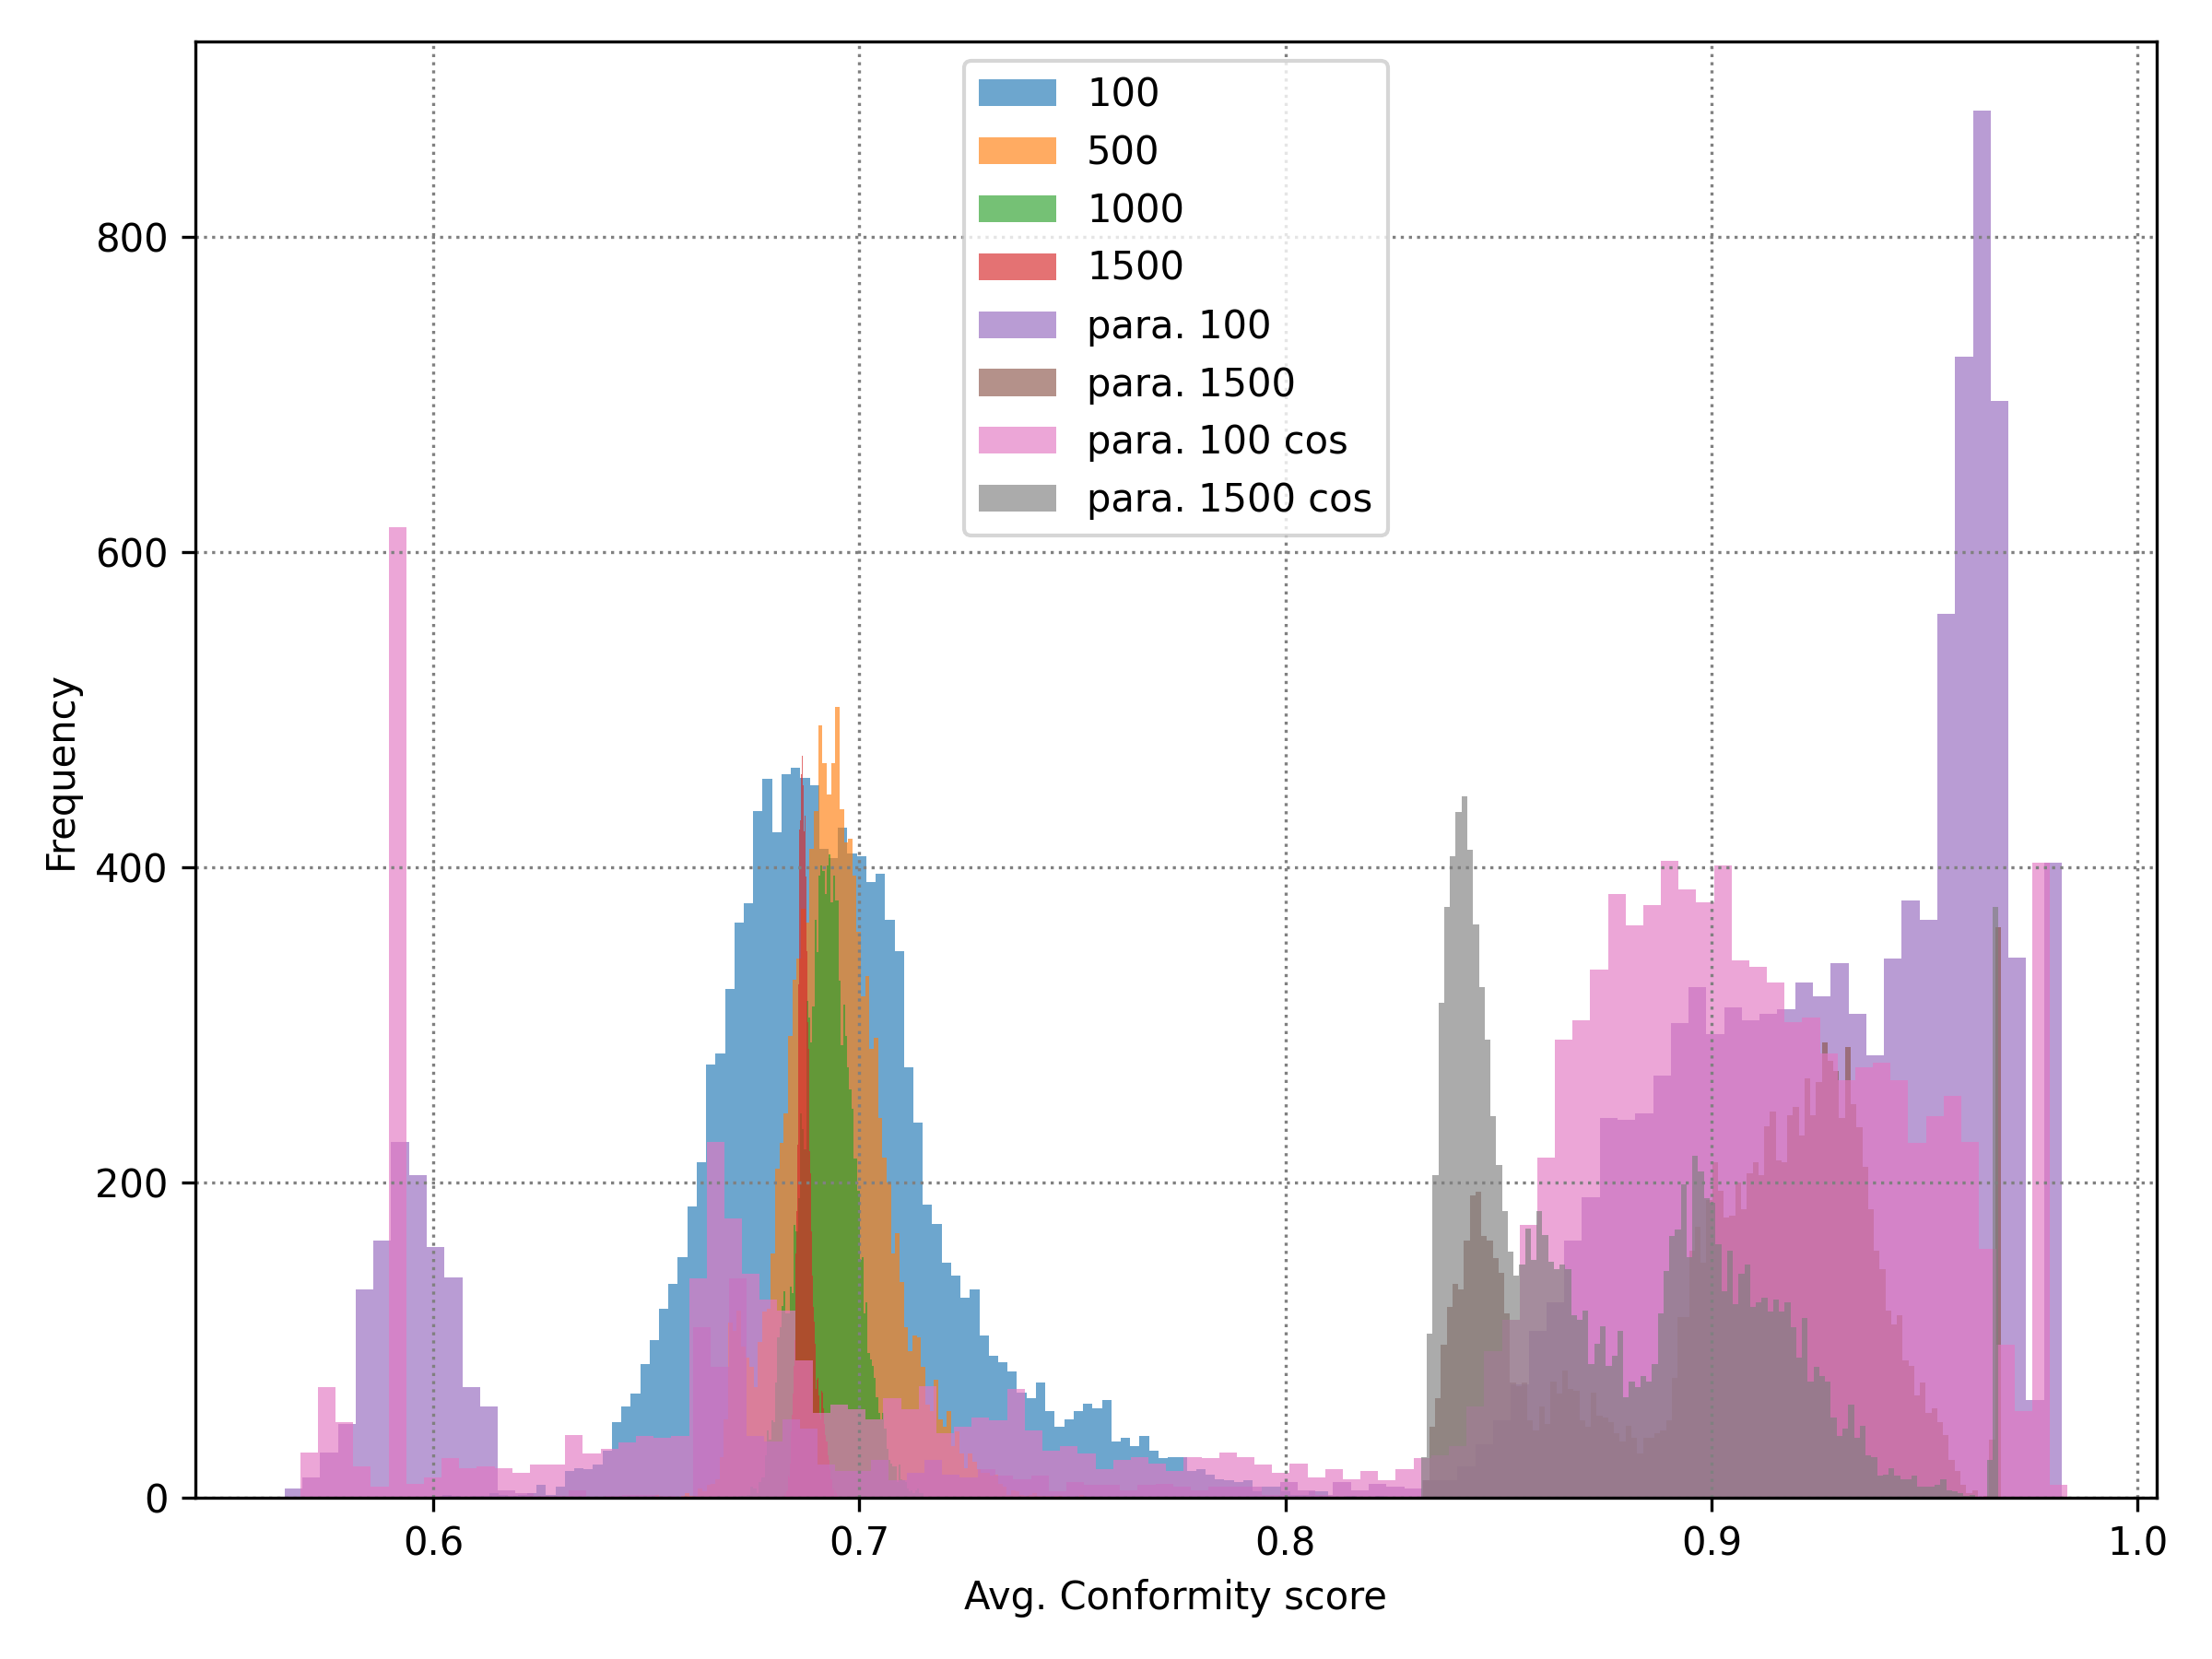 100
500
1000
1500
para. 100
para. 1500
para. 100 cos
para. 1500 cos
800
600
400
200
0
Frequency
0.6 0.7 0.8 0.9 1.0
Avg. Conformity score